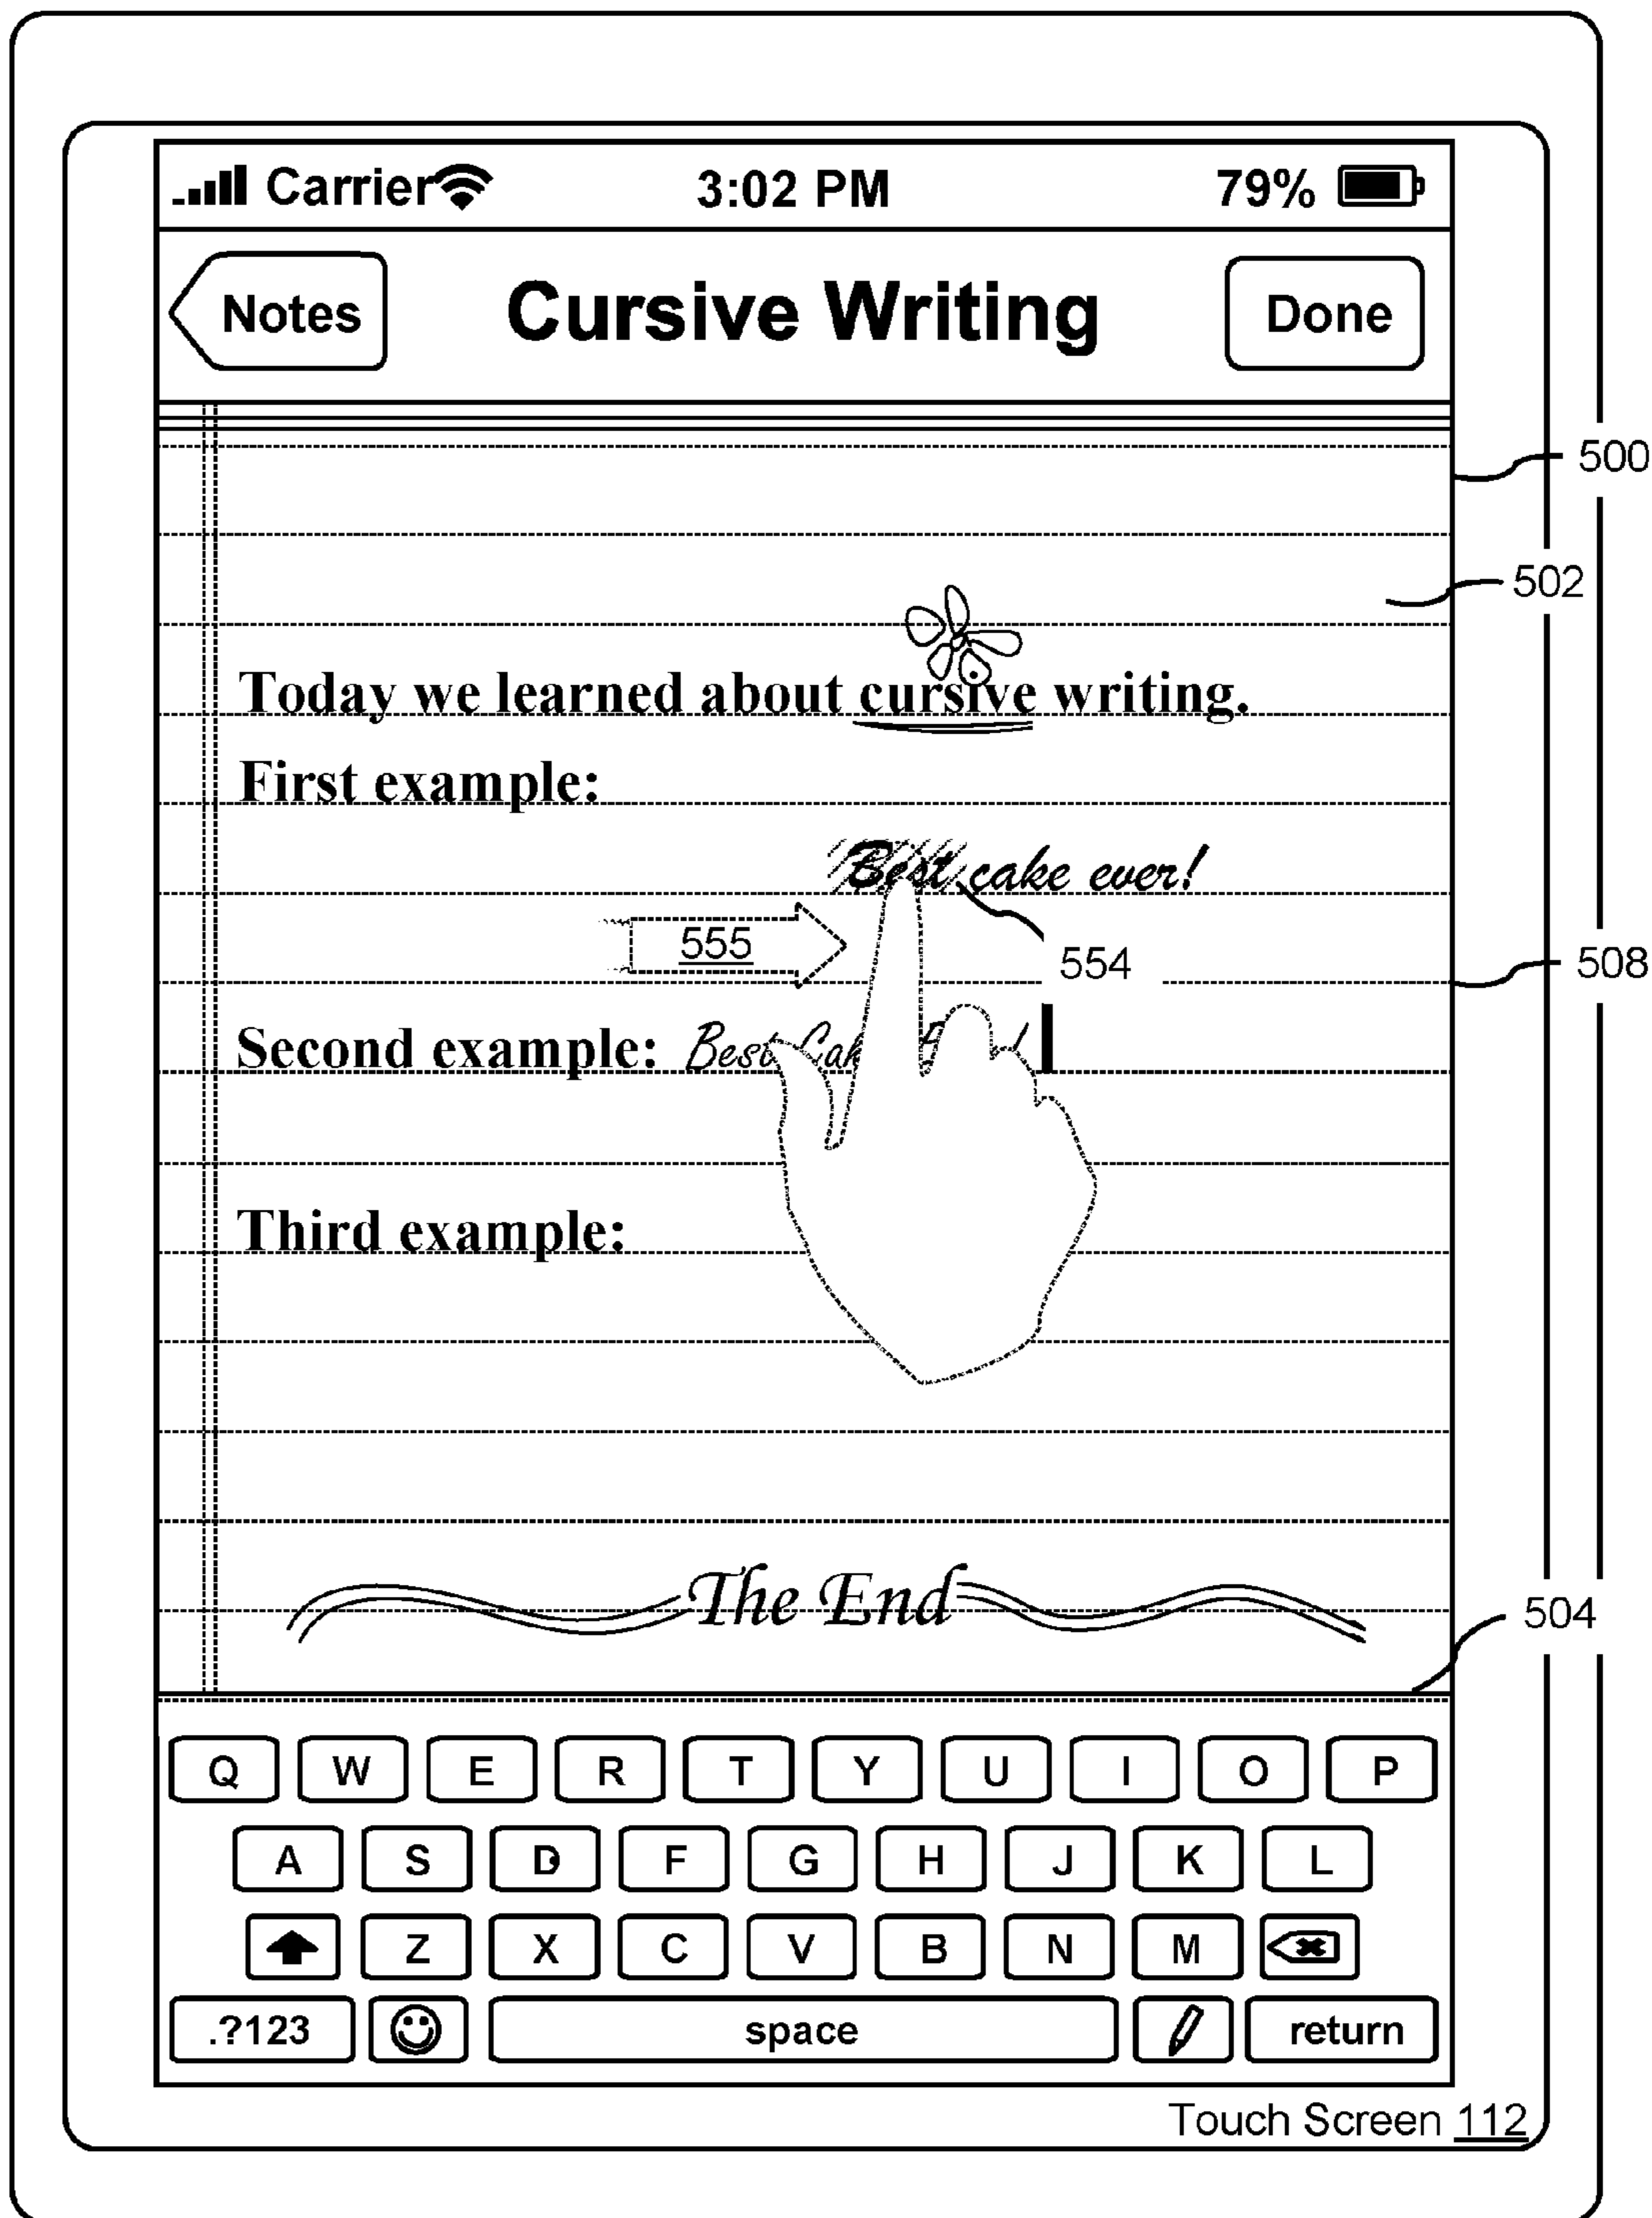 Carrier 3:02 PM 79%
Notes Cursive Writing Done
500
502
Today we learned about cursive writing.
First example:
Best cake ever!
555
554
508
Second example: Best
Third example:
The End
504
Q W E R T Y U I O P
A S D F G H J K L
Z X C V B N M
.?123 space return
Touch Screen 112